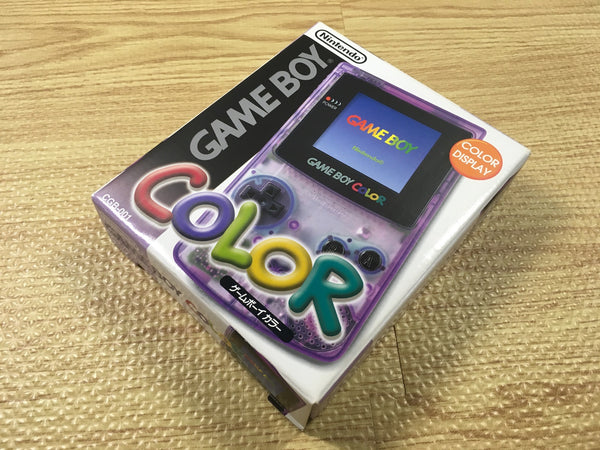 Nintendo®
GAME BOY®
COLOR
CGB-001
POWER
GAME BOY
Nintendo®
GAME BOY COLOR
COLOR
DISPLAY
B
A
ゲームボーイカラー